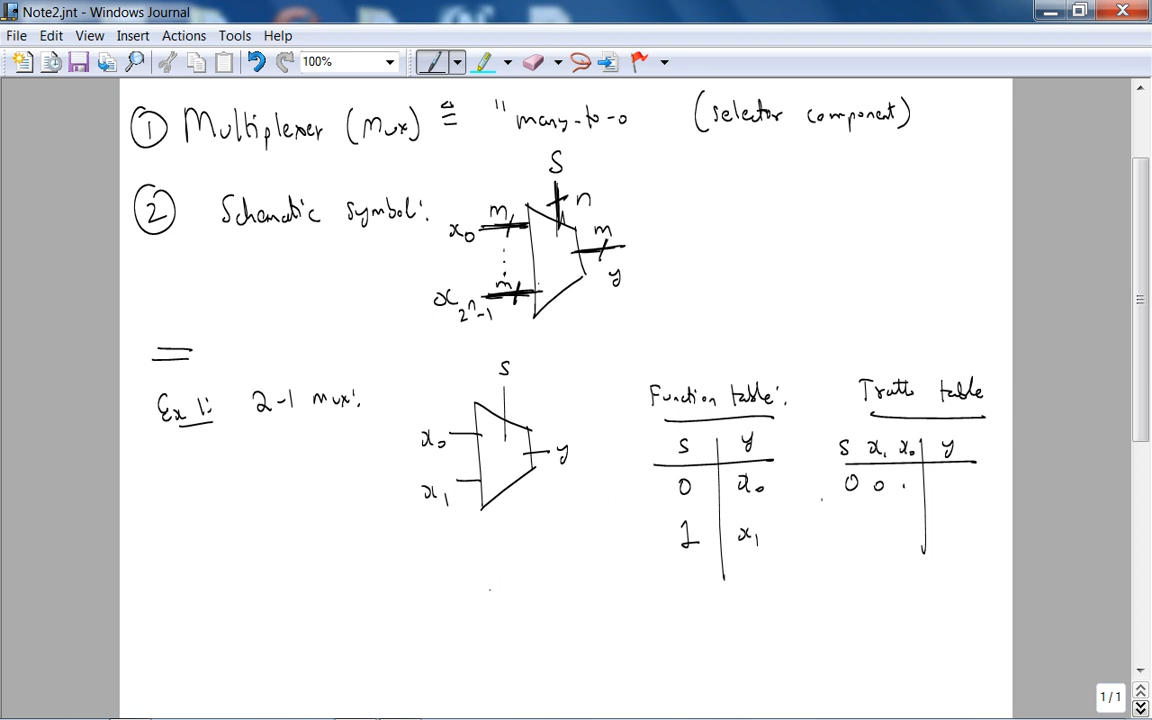 Note2.jnt - Windows Journal
File Edit View Insert Actions Tools Help
100%
① Multiplexer (Mux) ≙ "many-to-o (selector component)
② Schematic symbol:
S
n
m
x₀
m
y
m
x_{2^n-1}
Ex 1: 2-1 mux:
S
x₀
y
x₁
Function table:
S y
0 x₀
1 x₁
Truth table
S x₁ x₀ y
0 0 .
1/1